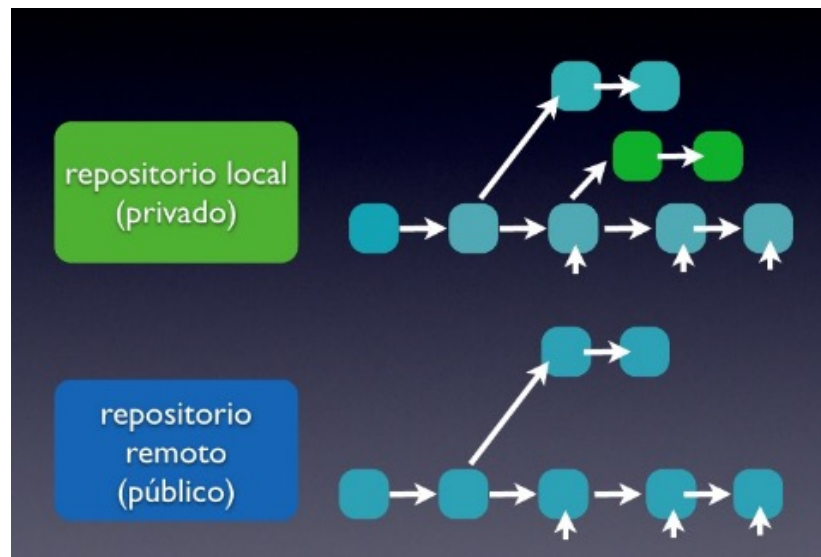 repositorio local
(privado)
repositorio
remoto
(público)